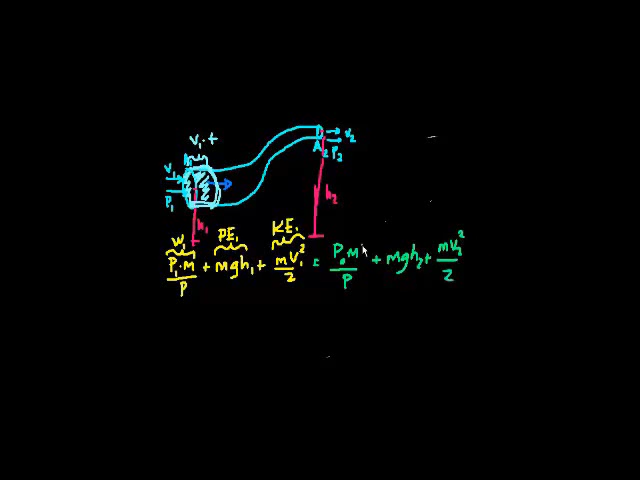 V₁·t
A₁
V₁
P₁
V₂
A₂ P₂
h₂
h₁
W₁ PE₁ KE₁
P₁·m/ρ + mgh₁ + mV₁²/2 = P₀m/ρ + mgh₂ + mV₂²/2